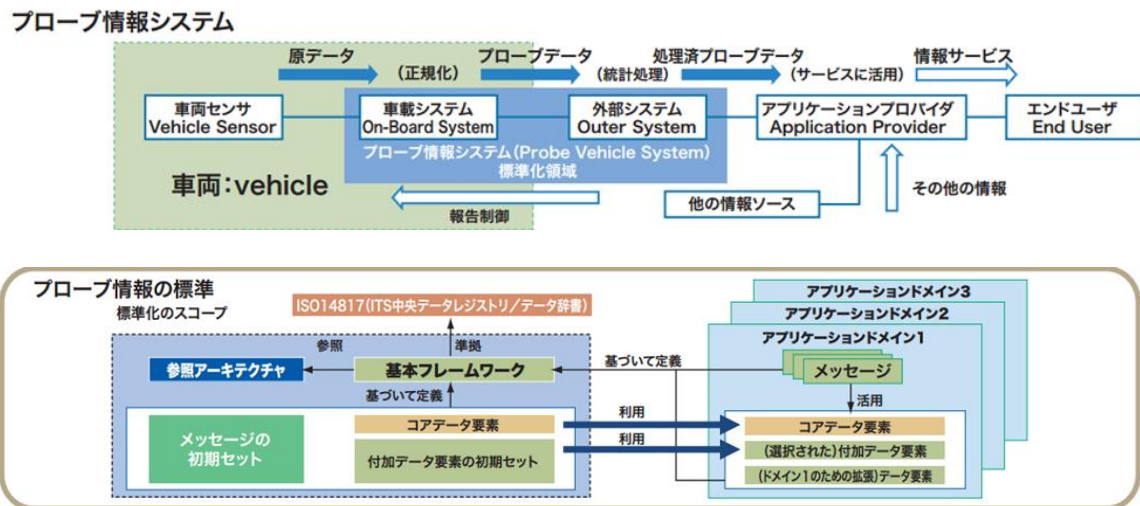 プローブ情報システム
原データ
(正規化)
プローブデータ
(統計処理)
処理済プローブデータ
(サービスに活用)
情報サービス
車両センサ
Vehicle Sensor
車載システム
On-Board System
外部システム
Outer System
アプリケーションプロバイダ
Application Provider
エンドユーザ
End User
プローブ情報システム(Probe Vehicle System)
標準化領域
車両:vehicle
報告制御
他の情報ソース
その他の情報
プローブ情報の標準
標準化のスコープ
ISO14817(ITS中央データレジストリ/データ辞書)
参照
準拠
参照アーキテクチャ
基本フレームワーク
基づいて定義
メッセージの
初期セット
コアデータ要素
付加データ要素の初期セット
利用
利用
基づいて定義
アプリケーションドメイン3
アプリケーションドメイン2
アプリケーションドメイン1
メッセージ
活用
コアデータ要素
(選択された)付加データ要素
(ドメイン1のための拡張)データ要素